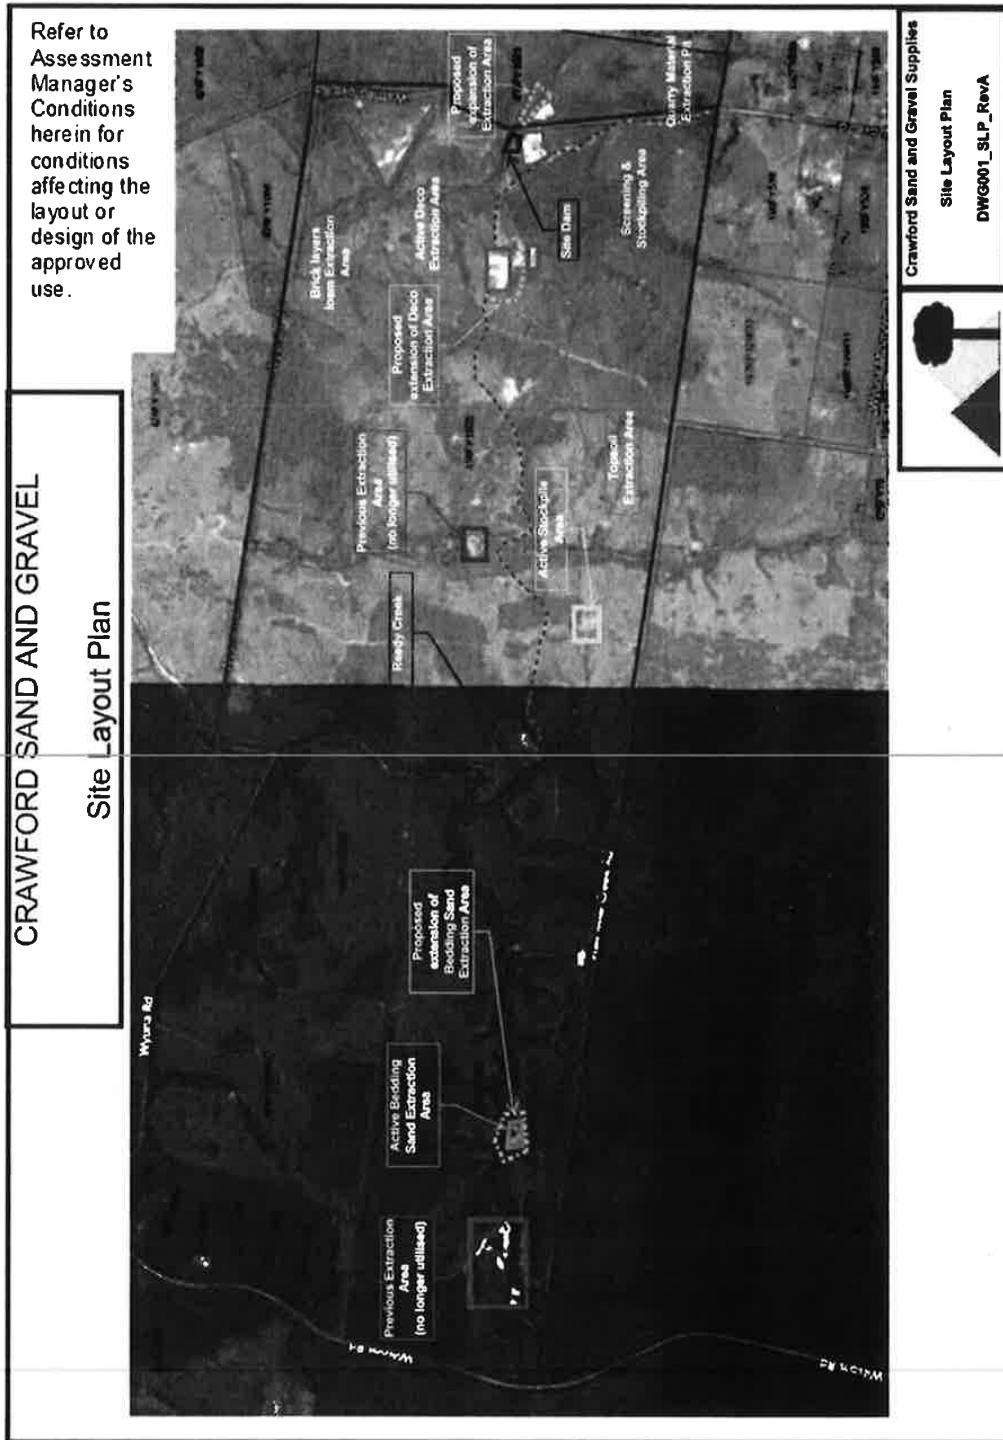 Refer to
Assessment
Manager's
Conditions
herein for
conditions
affecting the
layout or
design of the
approved
use.
CRAWFORD SAND AND GRAVEL
Site Layout Plan
Wyuna Rd
Previous Extraction
Area
(no longer utilised)
Active Bedding
Sand Extraction
Area
Proposed
extension of
Bedding Sand
Extraction Area
Reedy Creek
Previous Extraction
Area
(no longer utilised)
Active Stockpile
Area
Topsoil
Extraction Area
Proposed
extension of Deco
Extraction Area
Brick layers
loam Extraction
Area
Active Deco
Extraction Area
Site Dam
Screening &
Stockpiling Area
Proposed
expansion of
Extraction Area
Quarry Material
Extraction Pit
Crawford Sand and Gravel Supplies
Site Layout Plan
DWG001_SLP_RevA